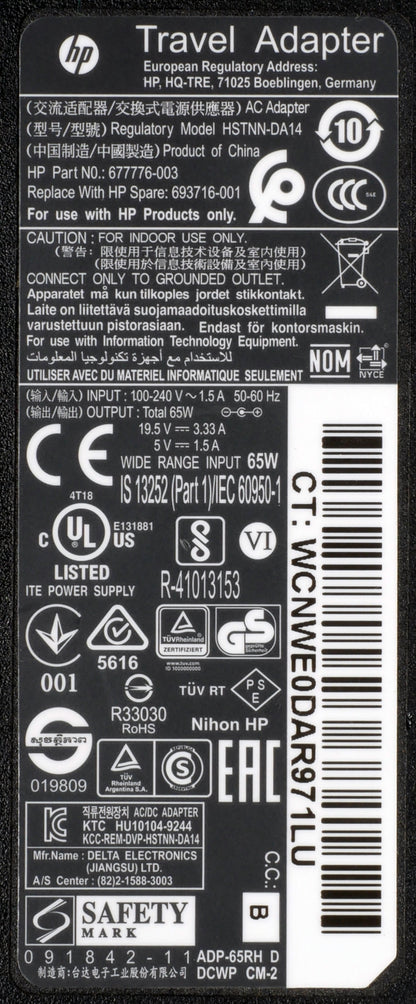 hp
Travel Adapter
European Regulatory Address:
HP, HQ-TRE, 71025 Boeblingen, Germany
(交流适配器/交換式電源供應器) AC Adapter
(型号/型號) Regulatory Model HSTNN-DA14
(中国制造/中國製造) Product of China
HP Part NO.: 677776-003
Replace With HP Spare: 693716-001
For use with HP Products only.
10
CCC
S&E
CAUTION : FOR INDOOR USE ONLY.
(警告: 限使用于信息技术设备及室内使用)
(限使用於信息技術設備及室內使用)
CONNECT ONLY TO GROUNDED OUTLET.
Apparatet må kun tilkoples jordet stikkontakt.
Laite on liitettävä suojamaadoituskoskettimilla
varustettuun pistorasiaan. Endast för kontorsmaskin.
For use with Information Technology Equipment.
للاستخدام مع أجهزة تكنولوجيا المعلومات
UTILISER AVEC DU MATERIEL INFORMATIQUE SEULEMENT
NOM
NYCE
(输入/輸入) INPUT : 100-240 V ~ 1.5 A 50-60 Hz
(输出/輸出) OUTPUT : Total 65W
19.5 V ⎓ 3.33 A
5 V ⎓ 1.5 A
WIDE RANGE INPUT 65W
CE
IS 13252 (Part 1)/IEC 60950-1
4T18
c UL US
E131881
LISTED
ITE POWER SUPPLY
VI
R-41013153
001
5616
TÜVRheinland
ZERTIFIZIERT
www.tuv.com
ID 1000000000
GS
geprüfte
Sicherheit
R33030
RoHS
TÜV RT
PSE
Nihon HP
019809
TÜV
Rheinland
Argentina S.A.
S
EAC
직류전원장치 AC/DC ADAPTER
KTC HU10104-9244
KCC-REM-DVP-HSTNN-DA14
Mfr.Name : DELTA ELECTRONICS
(JIANGSU) LTD.
A/S Center : (82)2-1588-3003
SAFETY
MARK
091842-11
ADP-65RH D
制造商:台达电子工业股份有限公司
DCWP CM-2
C.C.:
B
CT: WCNWE0DAR971LU